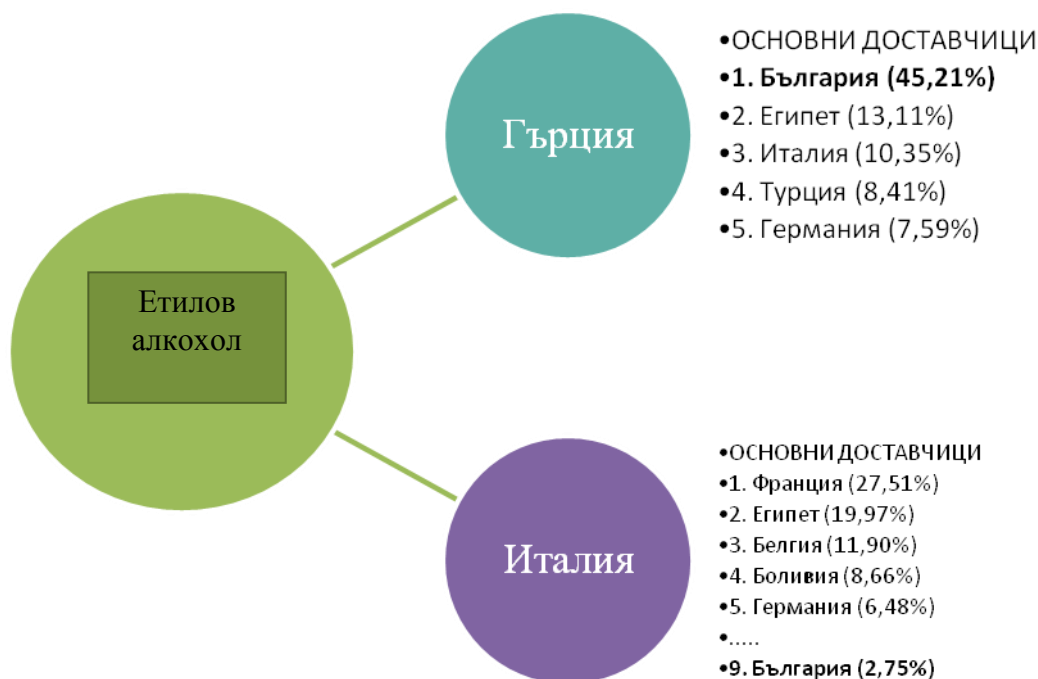 Етилов
алкохол
Гърция
•ОСНОВНИ ДОСТАВЧИЦИ
•1. България (45,21%)
•2. Египет (13,11%)
•3. Италия (10,35%)
•4. Турция (8,41%)
•5. Германия (7,59%)
Италия
•ОСНОВНИ ДОСТАВЧИЦИ
•1. Франция (27,51%)
•2. Египет (19,97%)
•3. Белгия (11,90%)
•4. Боливия (8,66%)
•5. Германия (6,48%)
•.....
•9. България (2,75%)